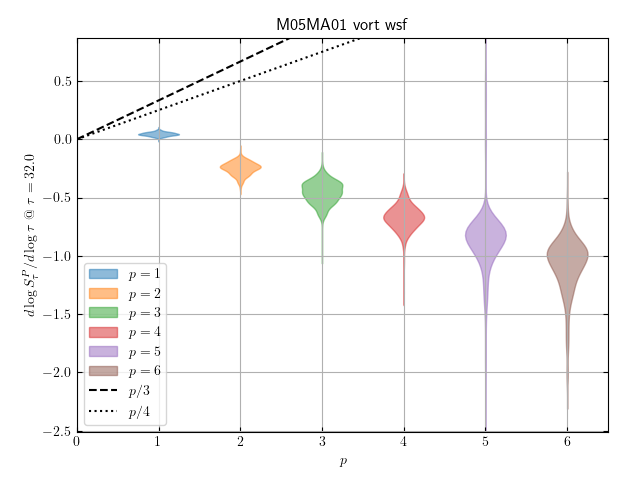 M05MA01 vort wsf
d log S_τ^P / d log τ @ τ = 32.0
0.5
0.0
−0.5
−1.0
−1.5
−2.0
−2.5
p = 1
p = 2
p = 3
p = 4
p = 5
p = 6
p/3
p/4
0 1 2 3 4 5 6
p